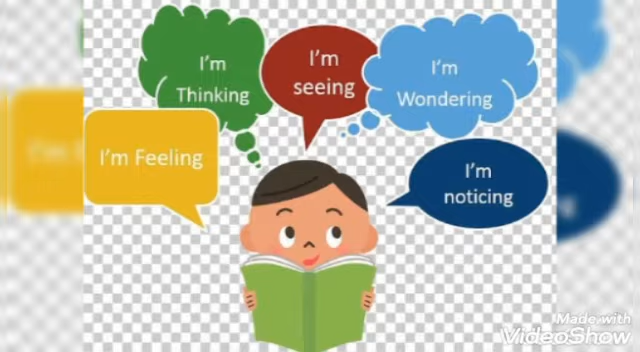 I'm
Thinking
I'm
seeing
I'm
Wondering
I'm Feeling
I'm
noticing
Made with
VideoShow